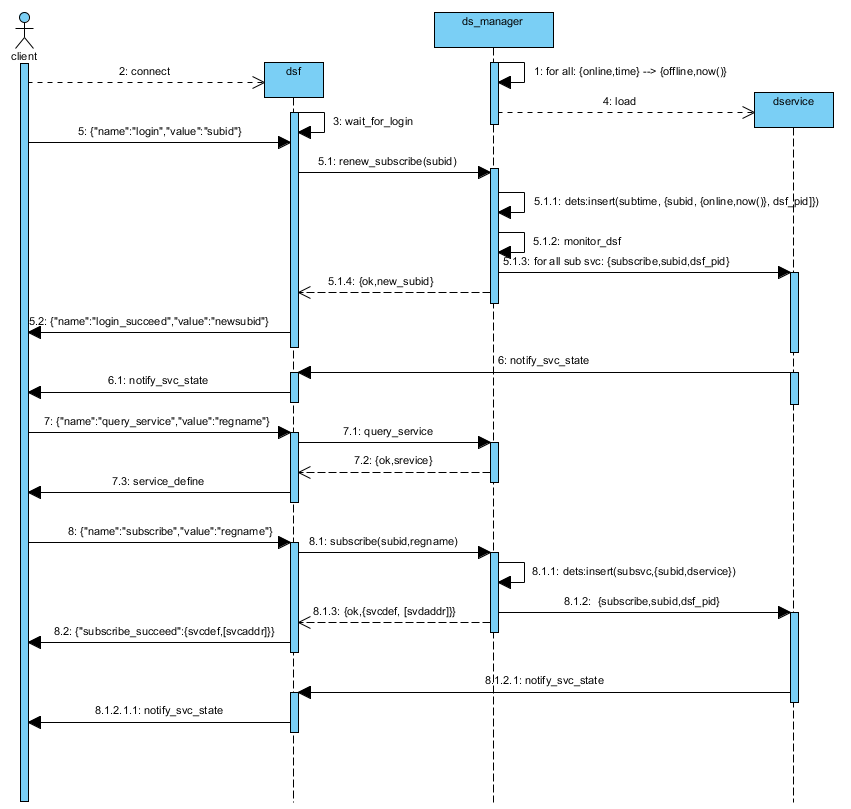 ds_manager
client
dsf
2: connect
1: for all: {online,time} --> {offline,now()}
dservice
4: load
3: wait_for_login
5: {"name":"login","value":"subid"}
5.1: renew_subscribe(subid)
5.1.1: dets:insert(subtime, {subid, {online,now()}, dsf_pid]})
5.1.2: monitor_dsf
5.1.3: for all sub svc: {subscribe,subid,dsf_pid}
5.1.4: {ok,new_subid}
5.2: {"name":"login_succeed","value":"newsubid"}
6: notify_svc_state
6.1: notify_svc_state
7: {"name":"query_service","value":"regname"}
7.1: query_service
7.2: {ok,srevice}
7.3: service_define
8: {"name":"subscribe","value":"regname"}
8.1: subscribe(subid,regname)
8.1.1: dets:insert(subsvc,{subid,dservice})
8.1.2:  {subscribe,subid,dsf_pid}
8.1.3: {ok,{svcdef, [svdaddr]}}
8.2: {"subscribe_succeed":{svcdef,[svcaddr]}}
8.1.2.1: notify_svc_state
8.1.2.1.1: notify_svc_state